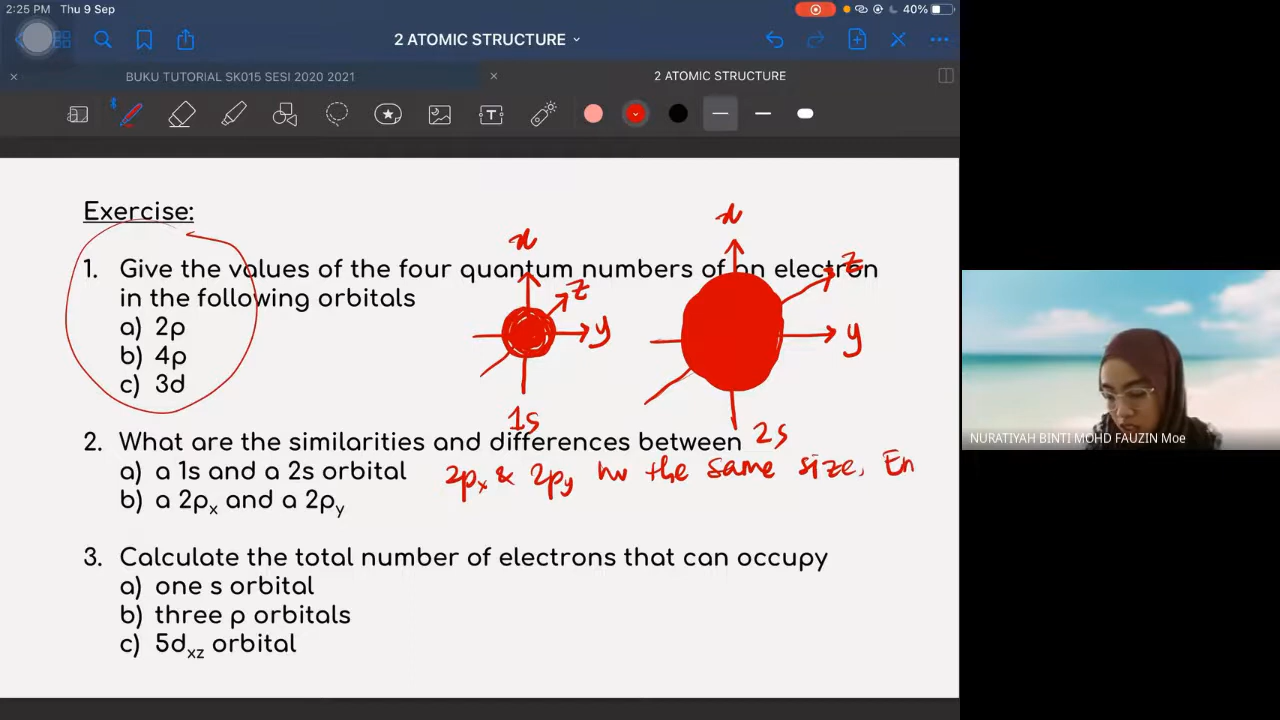 2:25 PM Thu 9 Sep
40%
2 ATOMIC STRUCTURE
BUKU TUTORIAL SK015 SESI 2020 2021
2 ATOMIC STRUCTURE
T
Exercise:
1. Give the values of the four quantum numbers of an electron
in the following orbitals
a) 2p
b) 4p
c) 3d
x
z
y
1s
x
z
y
2s
2. What are the similarities and differences between
a) a 1s and a 2s orbital
2px & 2py hv the same size, En
b) a 2px and a 2py
3. Calculate the total number of electrons that can occupy
a) one s orbital
b) three p orbitals
c) 5dxz orbital
NURATIYAH BINTI MOHD FAUZIN Moe